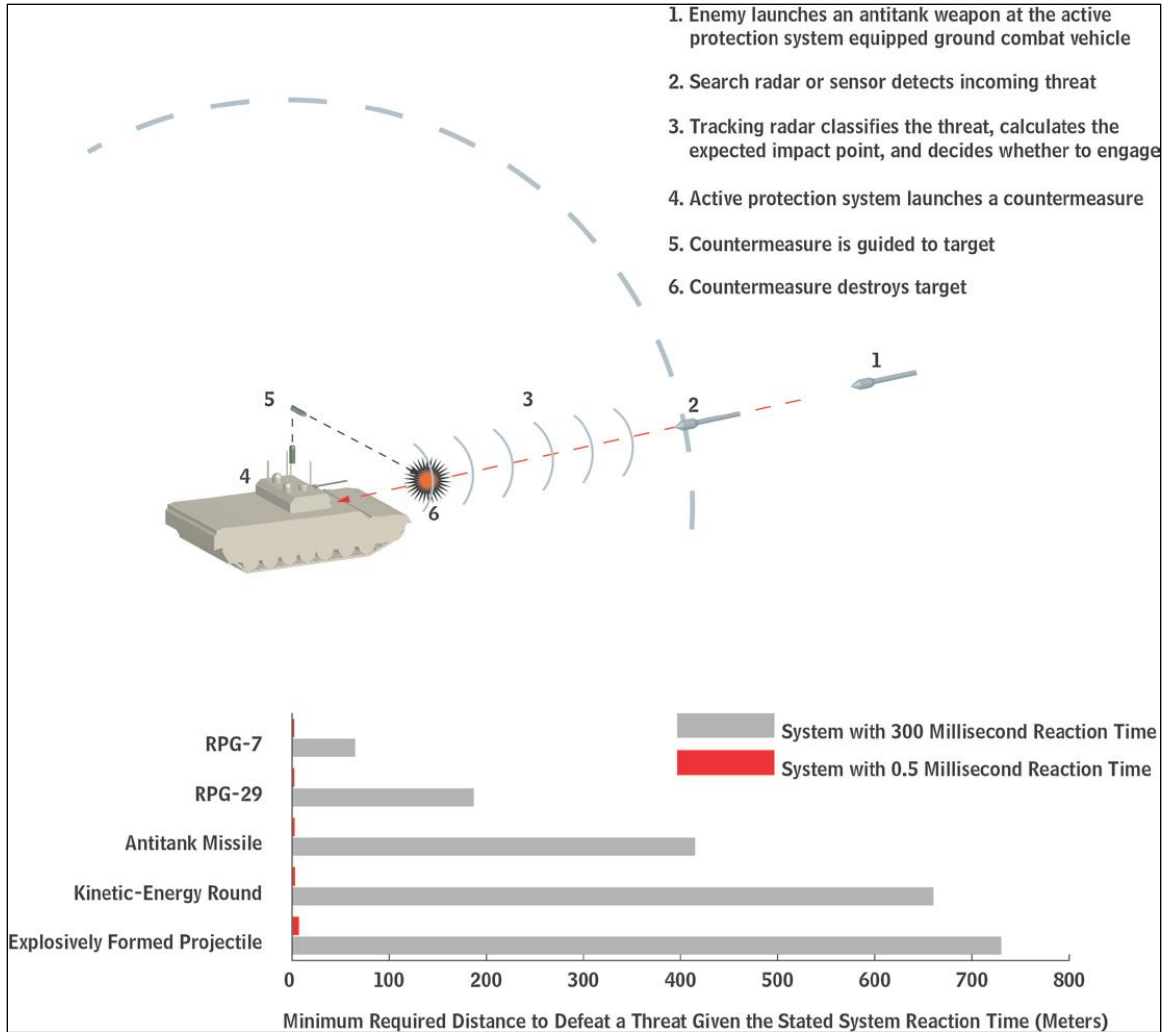 1. Enemy launches an antitank weapon at the active
protection system equipped ground combat vehicle
2. Search radar or sensor detects incoming threat
3. Tracking radar classifies the threat, calculates the
expected impact point, and decides whether to engage
4. Active protection system launches a countermeasure
5. Countermeasure is guided to target
6. Countermeasure destroys target
1
2
3
5
4
6
System with 300 Millisecond Reaction Time
System with 0.5 Millisecond Reaction Time
RPG-7
RPG-29
Antitank Missile
Kinetic-Energy Round
Explosively Formed Projectile
0 100 200 300 400 500 600 700 800
Minimum Required Distance to Defeat a Threat Given the Stated System Reaction Time (Meters)